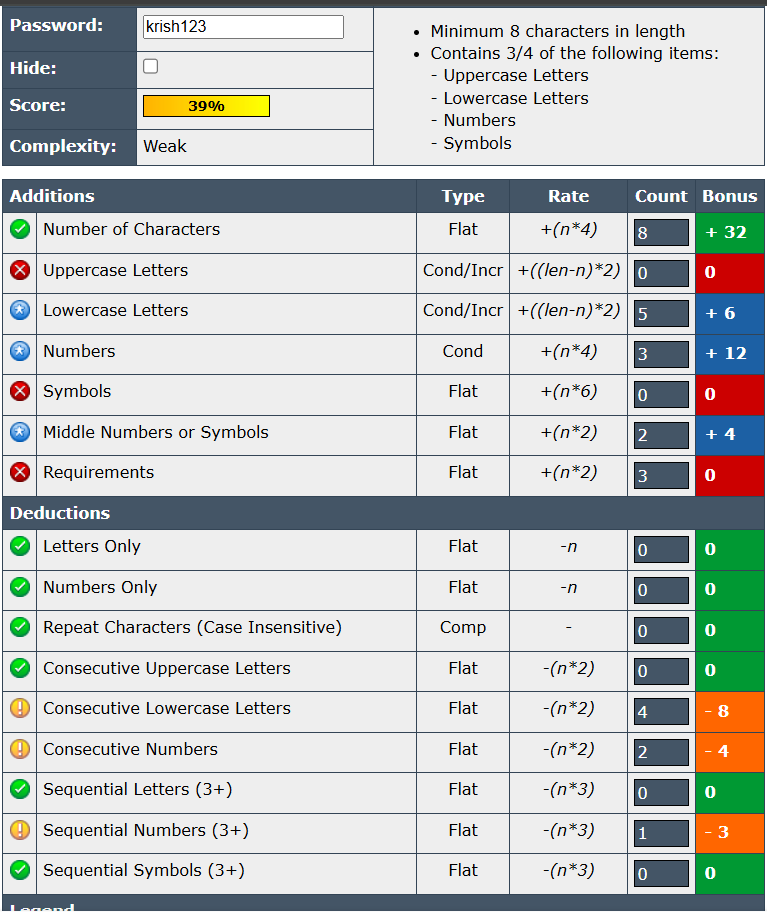 Password: krish123
Hide:
Score: 39%
Complexity: Weak
• Minimum 8 characters in length
• Contains 3/4 of the following items:
- Uppercase Letters
- Lowercase Letters
- Numbers
- Symbols
Additions Type Rate Count Bonus
Number of Characters Flat +(n*4) 8 + 32
Uppercase Letters Cond/Incr +((len-n)*2) 0 0
Lowercase Letters Cond/Incr +((len-n)*2) 5 + 6
Numbers Cond +(n*4) 3 + 12
Symbols Flat +(n*6) 0 0
Middle Numbers or Symbols Flat +(n*2) 2 + 4
Requirements Flat +(n*2) 3 0
Deductions
Letters Only Flat -n 0 0
Numbers Only Flat -n 0 0
Repeat Characters (Case Insensitive) Comp - 0 0
Consecutive Uppercase Letters Flat -(n*2) 0 0
Consecutive Lowercase Letters Flat -(n*2) 4 - 8
Consecutive Numbers Flat -(n*2) 2 - 4
Sequential Letters (3+) Flat -(n*3) 0 0
Sequential Numbers (3+) Flat -(n*3) 1 - 3
Sequential Symbols (3+) Flat -(n*3) 0 0
Legend